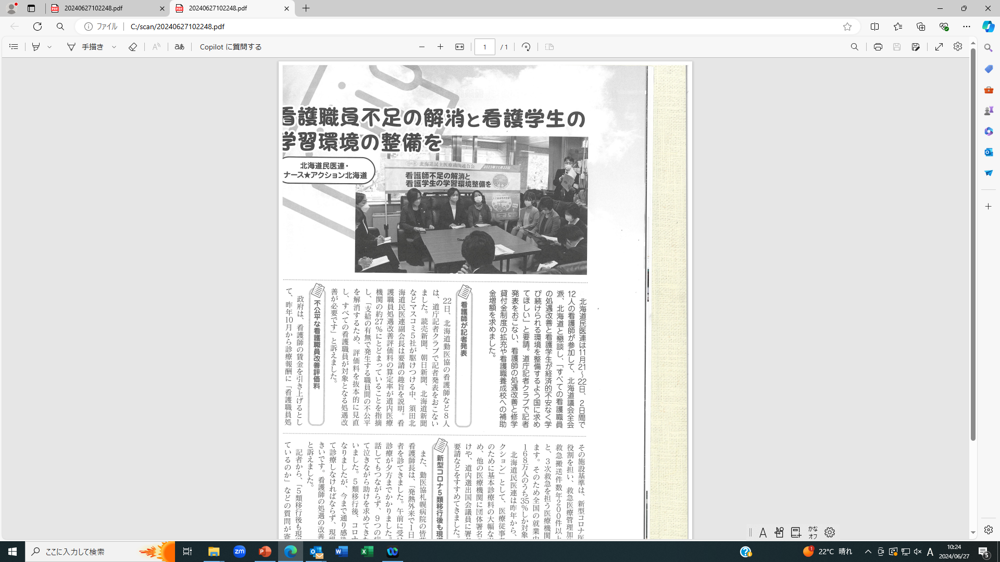 20240627102248.pdf
20240627102248.pdf
ファイル
C:/scan/20240627102248.pdf
手描き
aあ
Copilot に質問する
1
/ 1
看護職員不足の解消と看護学生の
学習環境の整備を
北海道民医連・
ナース★アクション北海道
北海道民主医療機関連合会
2023年11月22日
看護師不足の解消と
看護学生の学習環境整備を
北海道民医連は11月21〜22日、2日間で
12人の看護師が参加して、北海道議会全会
派、北海道と懇談し、「すべての看護職員
の処遇改善と看護学生が経済的不安なく学
び続けられる環境を整備するよう国に求め
てほしい」と要請。道庁記者クラブで記者
発表をおこない、看護師の処遇改善と修学
貸付金制度の拡充や看護職養成校への補助
金増額を求めました。
看護師が記者発表
22日、北海道勤医協の看護師など8人
は、道庁記者クラブで記者発表をおこない
ました。読売新聞、朝日新聞、北海道新聞
などマスコミ5社が駆けつける中、須田北
海道民医連副会長は要請の趣旨を説明。看
護職員処遇改善評価料の算定率が道内医療
機関の約27％にとどまっていることを指摘
し、「支給の有無で発生する職員間の不公平
を解消するため、評価料を抜本的に見直
し、すべての看護職員が対象となる処遇改
善が必要です」と訴えました。
不公平な看護職員改善評価料
政府は、看護師の賃金を引き上げるとし
て、昨年10月から診療報酬に「看護職員処
その施設基準は、新型コロナ医
役割を担い、救急医療管理加
救急搬送件数年200件以上
と、3次救急を担う医療機関
ます。そのため全国の就業
168万人のうち35％しか対象
北海道民医連は昨年から、
クション」として、医療従事者
のために基本診療料の大幅な
め、他の医療機関に団体署名
けや、道内選出国会議員に署名
要請などをすすめてきました。
新型コロナ5類移行後も現
また、勤医協札幌病院の皆
看護師長は、「発熱外来で1日
者を診てきました。午前に受
診療が夕方までかかりました。
話してもつながらず、9つの病
て泣きながら助けを求めてきた
いました。5類移行後、コロナ
なりましたが、今まで通り感染
て診療しなければならず、現場
きいです。看護師の処遇の改善
と訴えました。
記者から、「5類移行後も現
ているのか」などの質問が寄
A
かな
オフ
ここに入力して検索
22°C 晴れ
A
10:24
2024/06/27
5